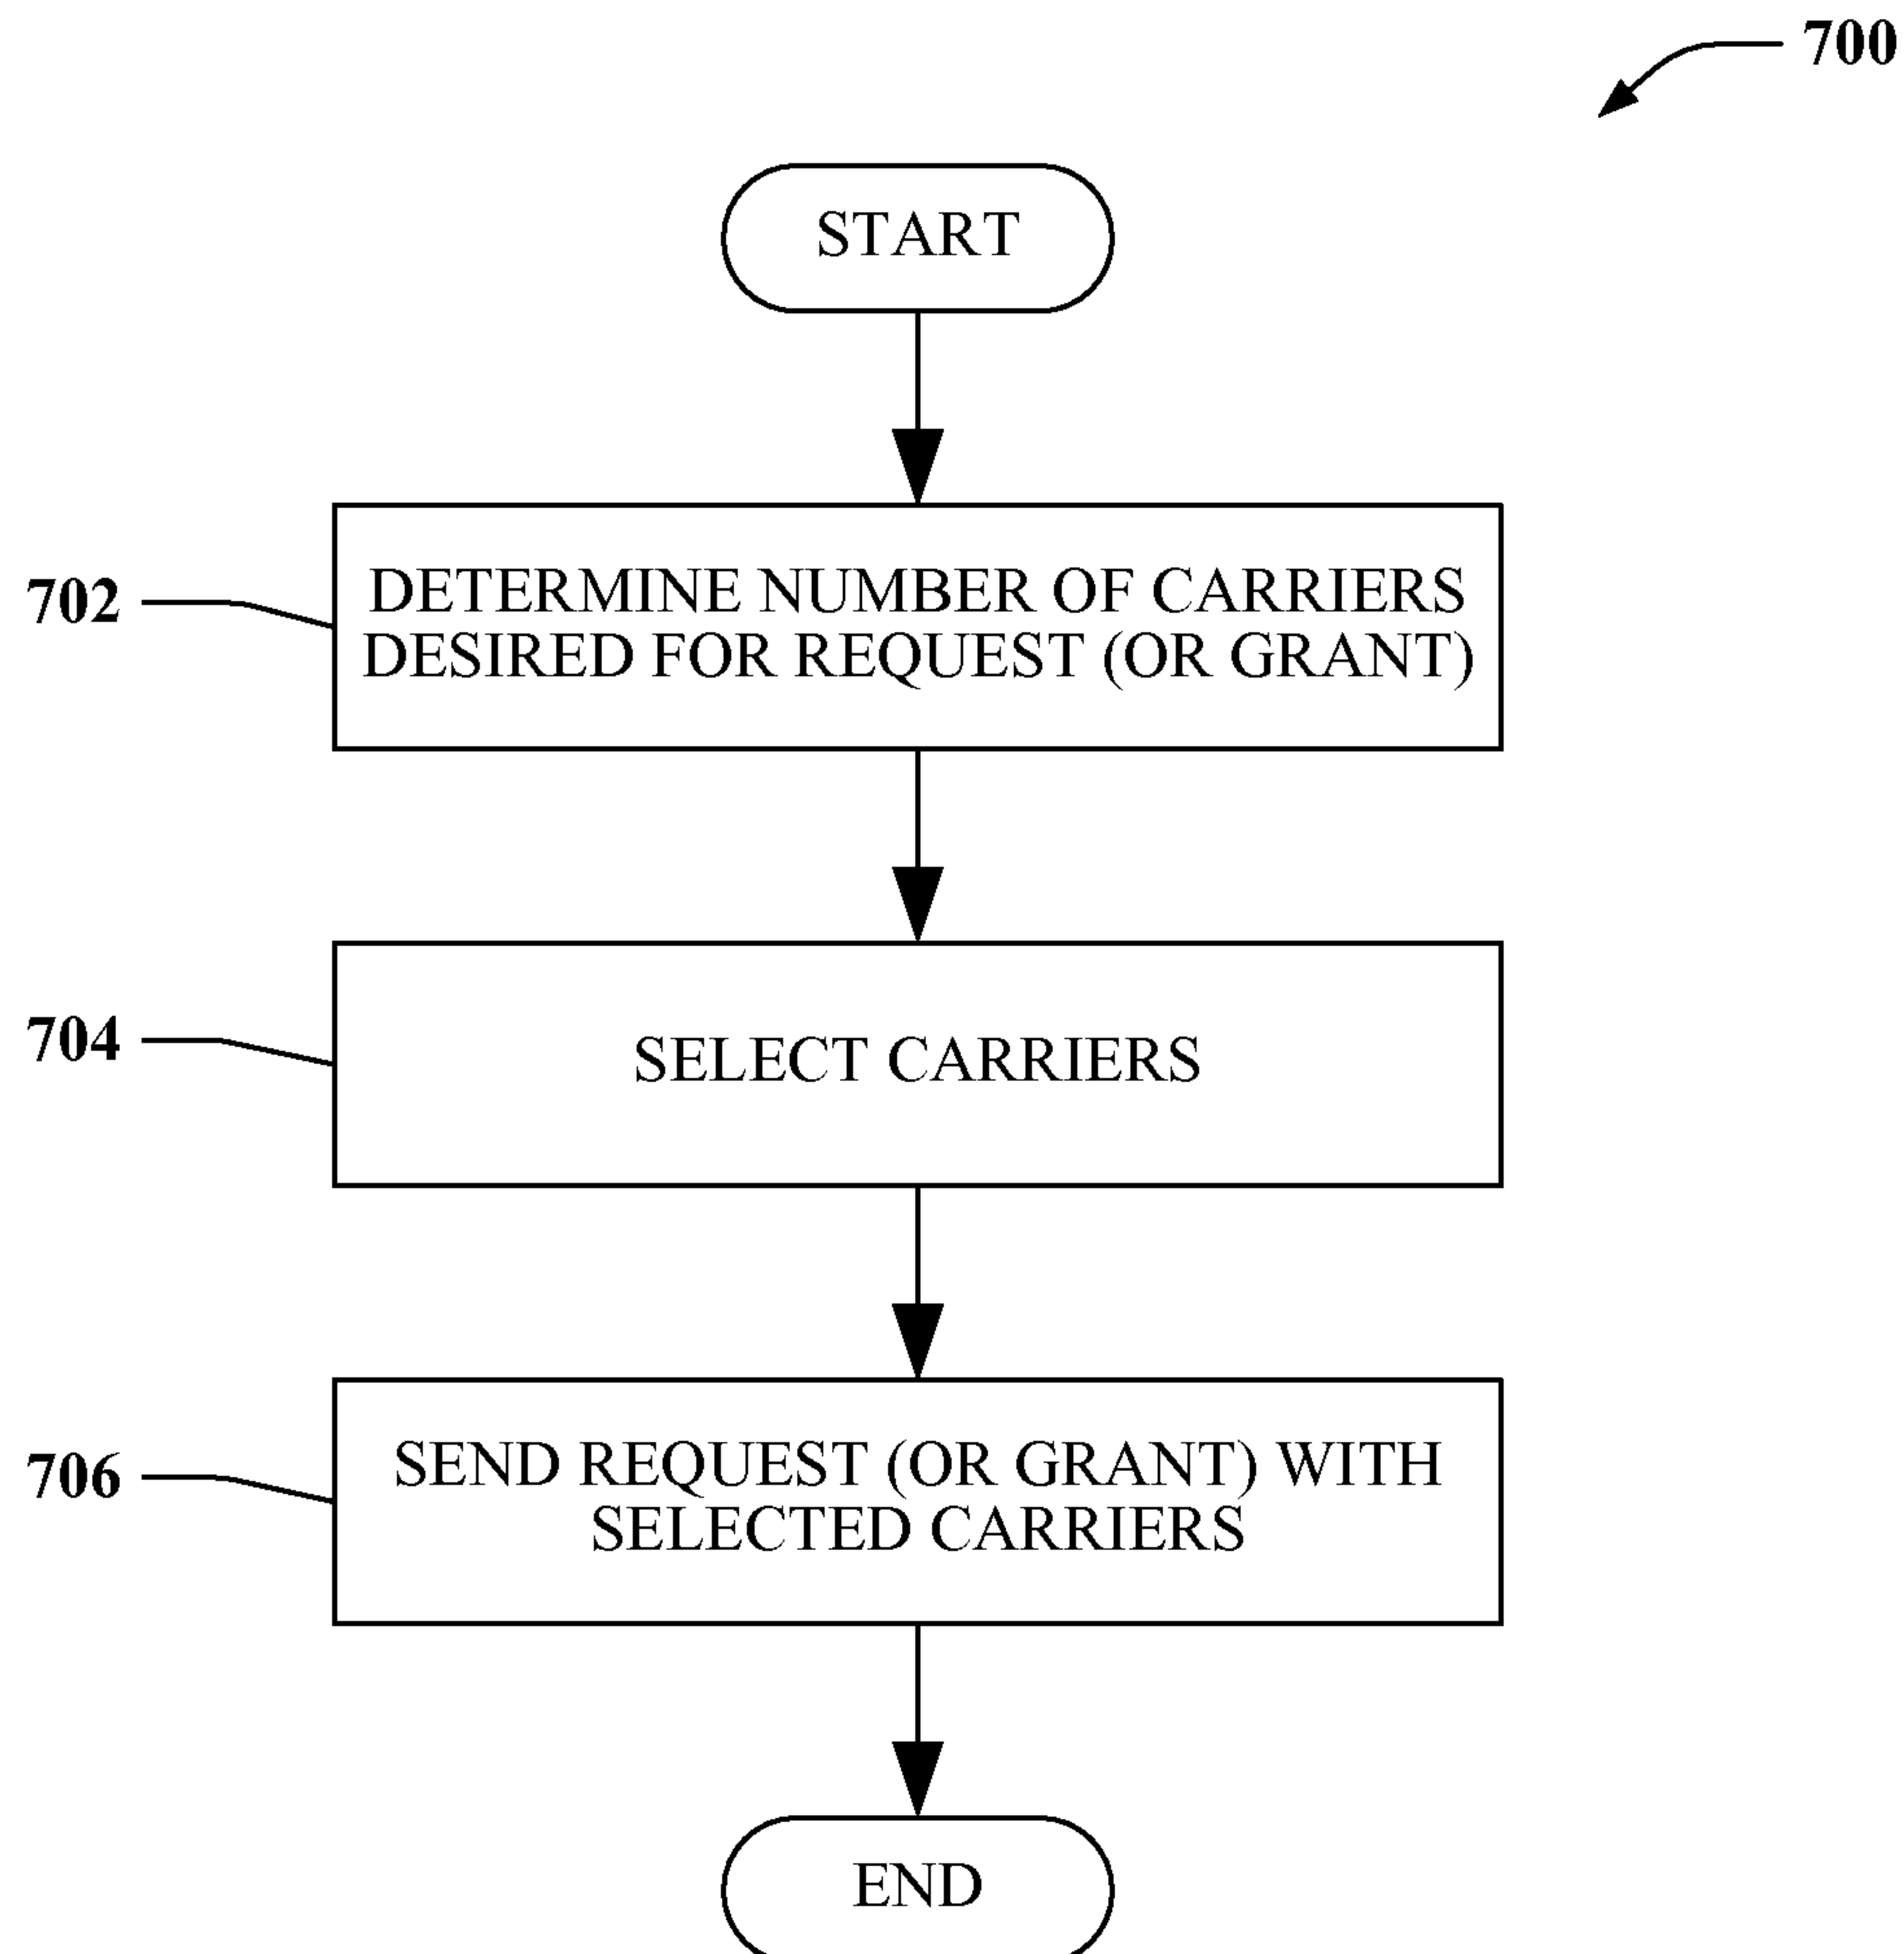 700
START
702
DETERMINE NUMBER OF CARRIERS
DESIRED FOR REQUEST (OR GRANT)
704
SELECT CARRIERS
706
SEND REQUEST (OR GRANT) WITH
SELECTED CARRIERS
END